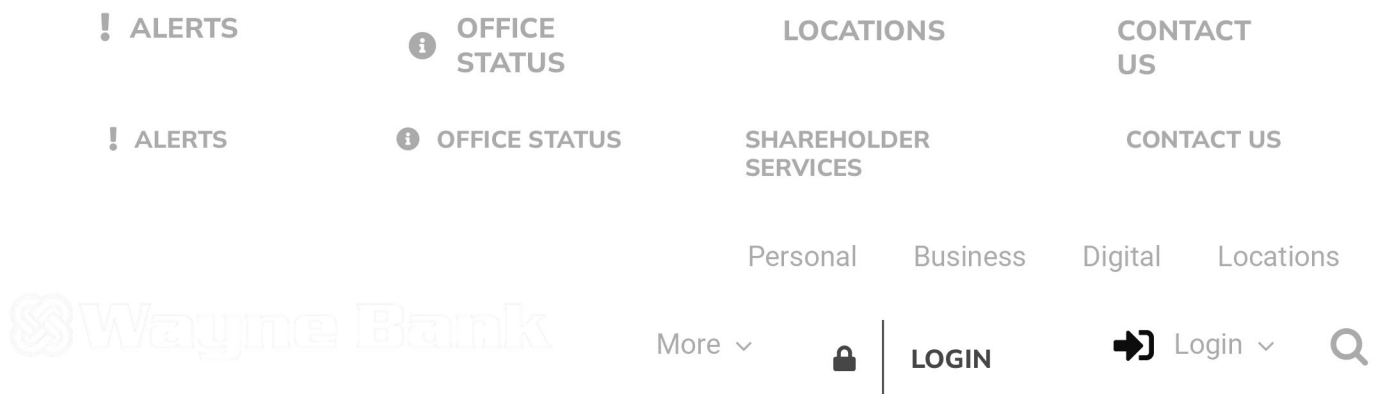 ALERTS
OFFICE
STATUS
LOCATIONS
CONTACT
US
ALERTS
OFFICE STATUS
SHAREHOLDER
SERVICES
CONTACT US
Personal Business Digital Locations
Wayne Bank
More
LOGIN
Login